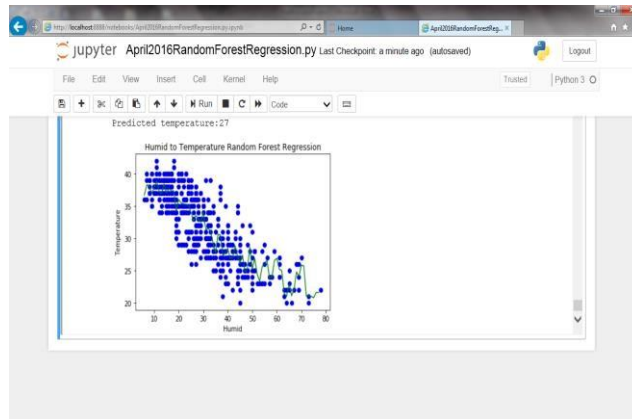 http://localhost:8888/notebooks/April2016RandomForestRegression.py.ipynb
Home
April2016RandomForestReg...
jupyter April2016RandomForestRegression.py Last Checkpoint: a minute ago (autosaved)
Logout
File Edit View Insert Cell Kernel Help
Trusted Python 3
Run Code
Predicted temperature:27
Humid to Temperature Random Forest Regression
Temperature
40
35
30
25
20
10 20 30 40 50 60 70 80
Humid